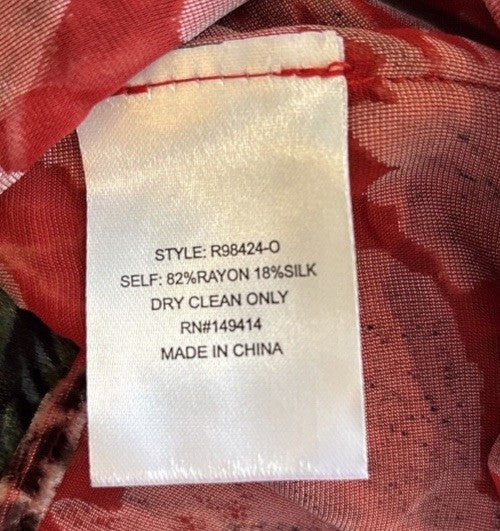 STYLE: R98424-O
SELF: 82%RAYON 18%SILK
DRY CLEAN ONLY
RN#149414
MADE IN CHINA